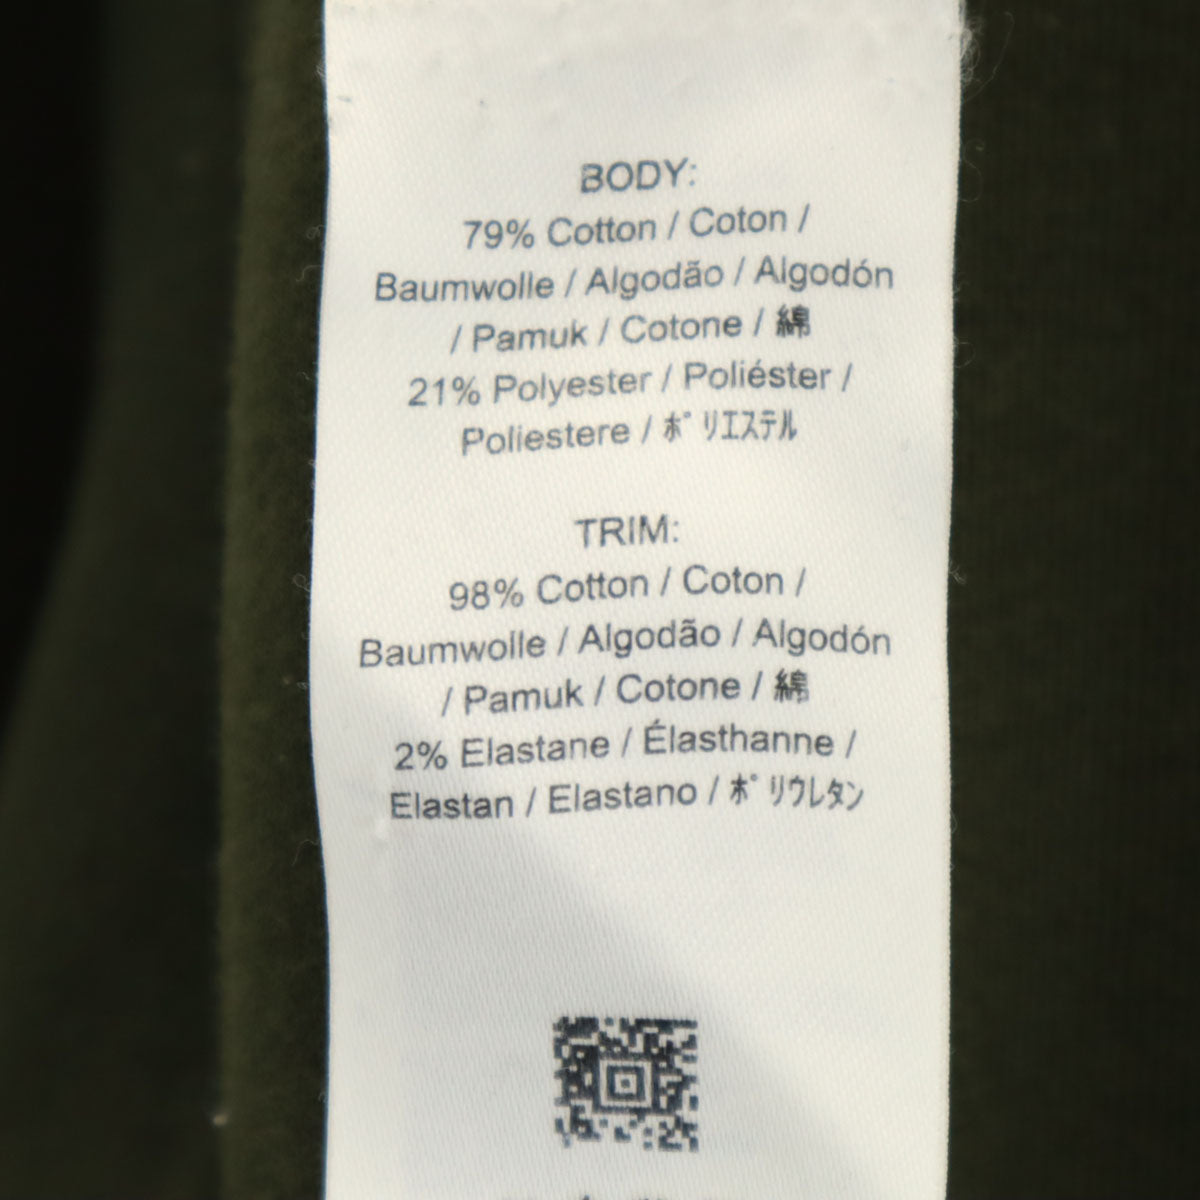 BODY:
79% Cotton / Coton /
Baumwolle / Algodão / Algodón
/ Pamuk / Cotone / 綿
21% Polyester / Poliéster /
Poliestere / ポリエステル
TRIM:
98% Cotton / Coton /
Baumwolle / Algodão / Algodón
/ Pamuk / Cotone / 綿
2% Elastane / Élasthanne /
Elastan / Elastano / ポリウレタン